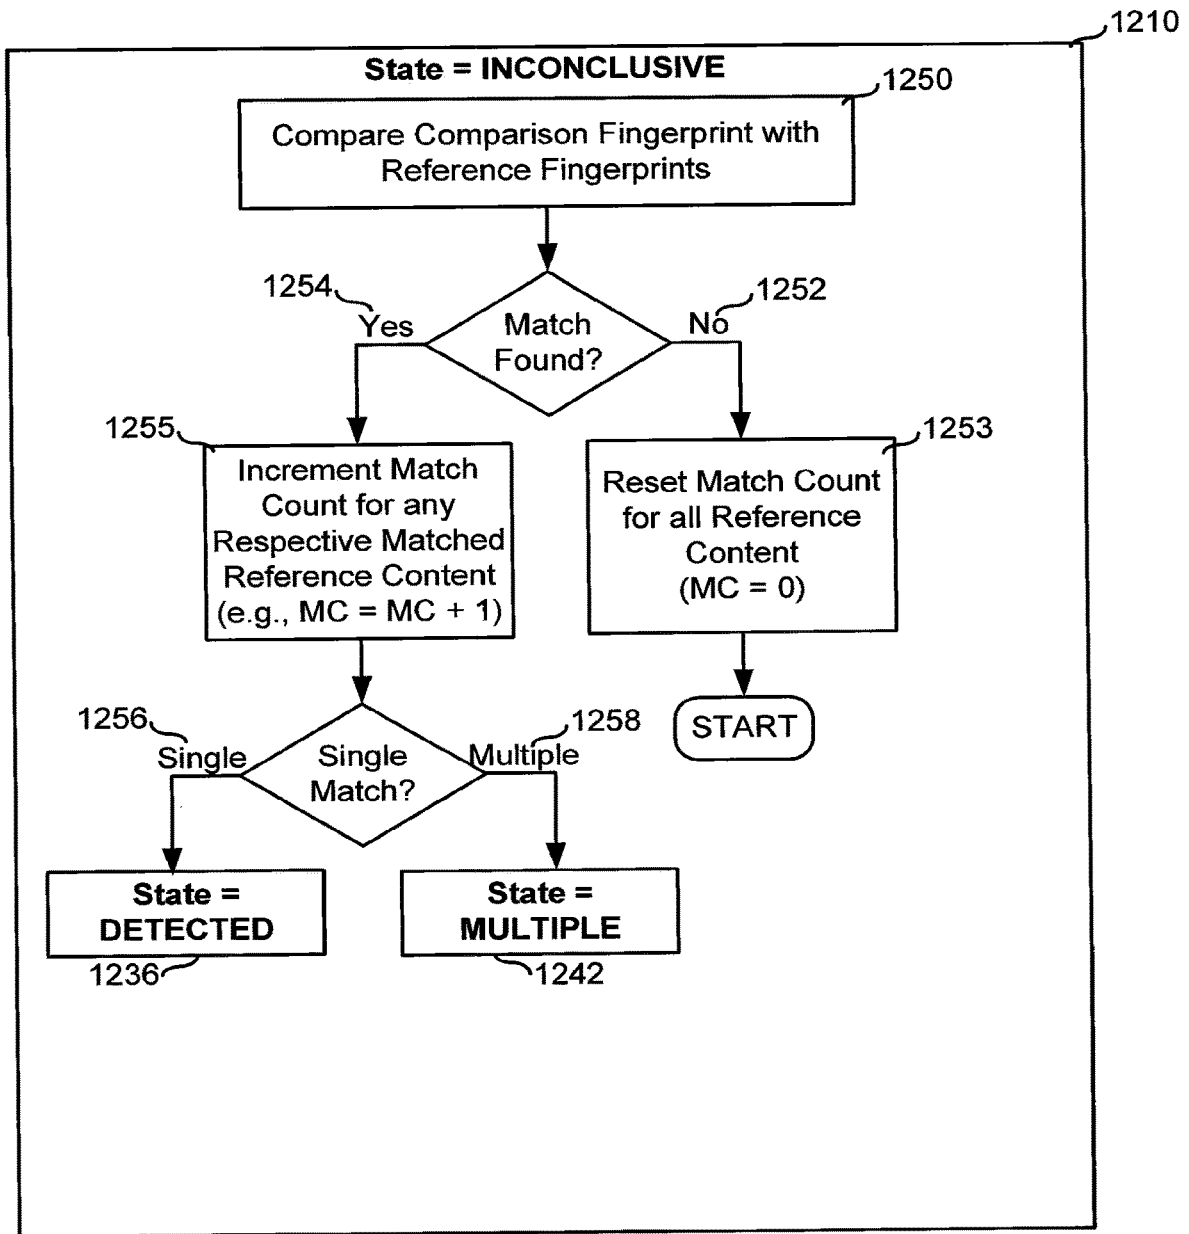 1210
State = INCONCLUSIVE
1250
Compare Comparison Fingerprint with
Reference Fingerprints
1254
Yes
1252
No
Match
Found?
1255
Increment Match
Count for any
Respective Matched
Reference Content
(e.g., MC = MC + 1)
1253
Reset Match Count
for all Reference
Content
(MC = 0)
START
1256
Single
1258
Multiple
Single
Match?
State =
DETECTED
1236
State =
MULTIPLE
1242